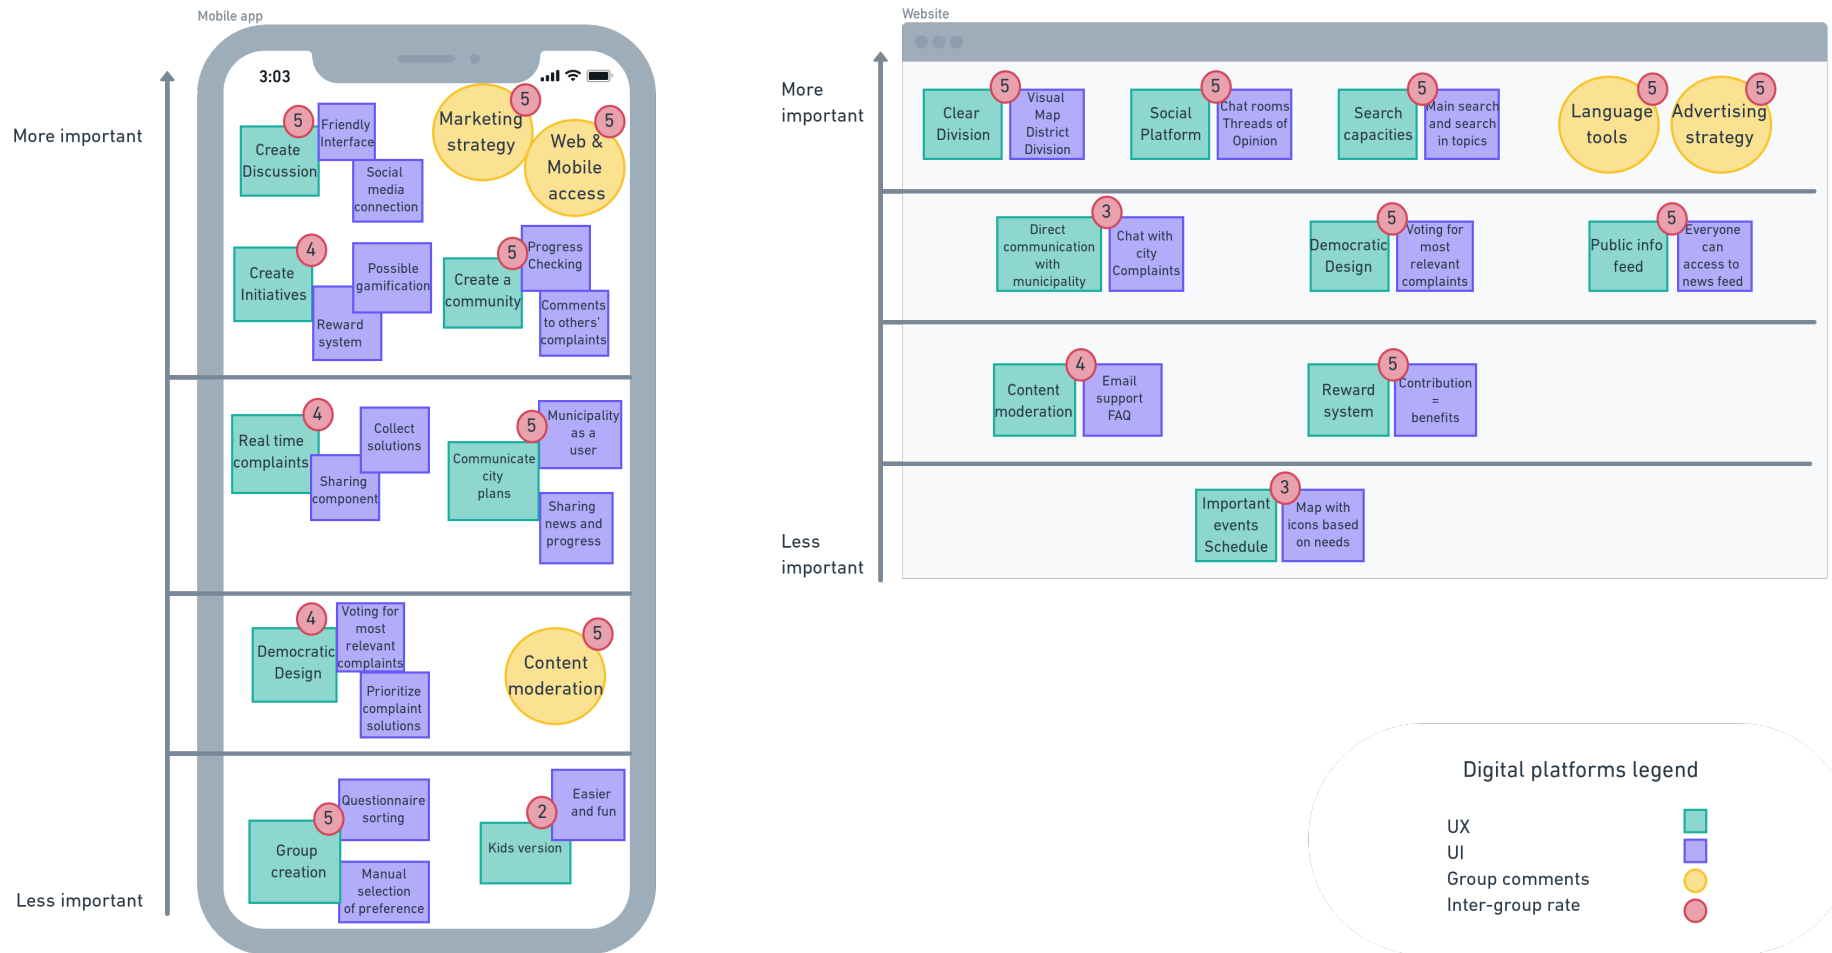 Mobile app
3:03
More important
5
Create
Discussion
Friendly
Interface
Social
media
connection
5
Marketing
strategy
5
Web &
Mobile
access
4
Create
Initiatives
Possible
gamification
Reward
system
5
Create a
community
Progress
Checking
Comments
to others'
complaints
4
Real time
complaints
Collect
solutions
Sharing
component
5
Communicate
city
plans
Municipality
as a
user
Sharing
news and
progress
4
Democratic
Design
Voting for
most
relevant
complaints
Prioritize
complaint
solutions
5
Content
moderation
5
Group
creation
Questionnaire
sorting
Manual
selection
of preference
2
Kids version
Easier
and fun
Less important
Website
More
important
5
Clear
Division
Visual
Map
District
Division
5
Social
Platform
Chat rooms
Threads of
Opinion
5
Search
capacities
Main search
and search
in topics
5
Language
tools
5
Advertising
strategy
3
Direct
communication
with
municipality
Chat with
city
Complaints
5
Democratic
Design
Voting for
most
relevant
complaints
5
Public info
feed
Everyone
can
access to
news feed
4
Content
moderation
Email
support
FAQ
5
Reward
system
Contribution
=
benefits
3
Important
events
Schedule
Map with
icons based
on needs
Less
important
Digital platforms legend
UX
UI
Group comments
Inter-group rate